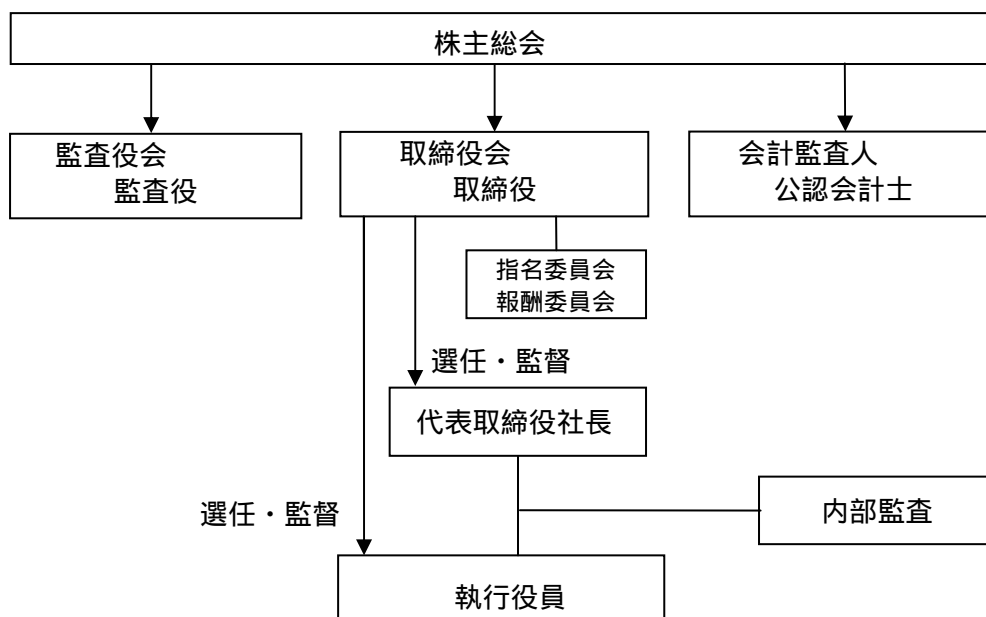 株主総会
監査役会
監査役
取締役会
取締役
会計監査人
公認会計士
指名委員会
報酬委員会
選任・監督
代表取締役社長
選任・監督
内部監査
執行役員